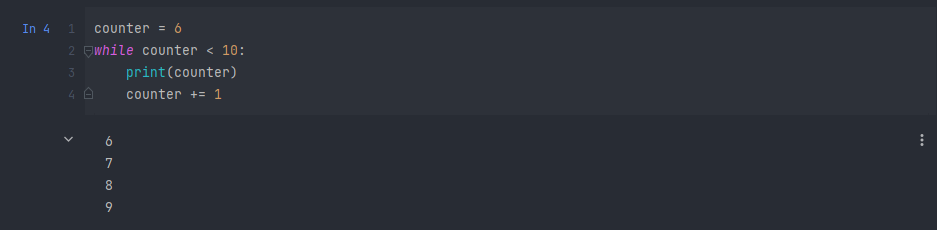 In 4
1 counter = 6
2 while counter < 10:
3     print(counter)
4     counter += 1
6
7
8
9